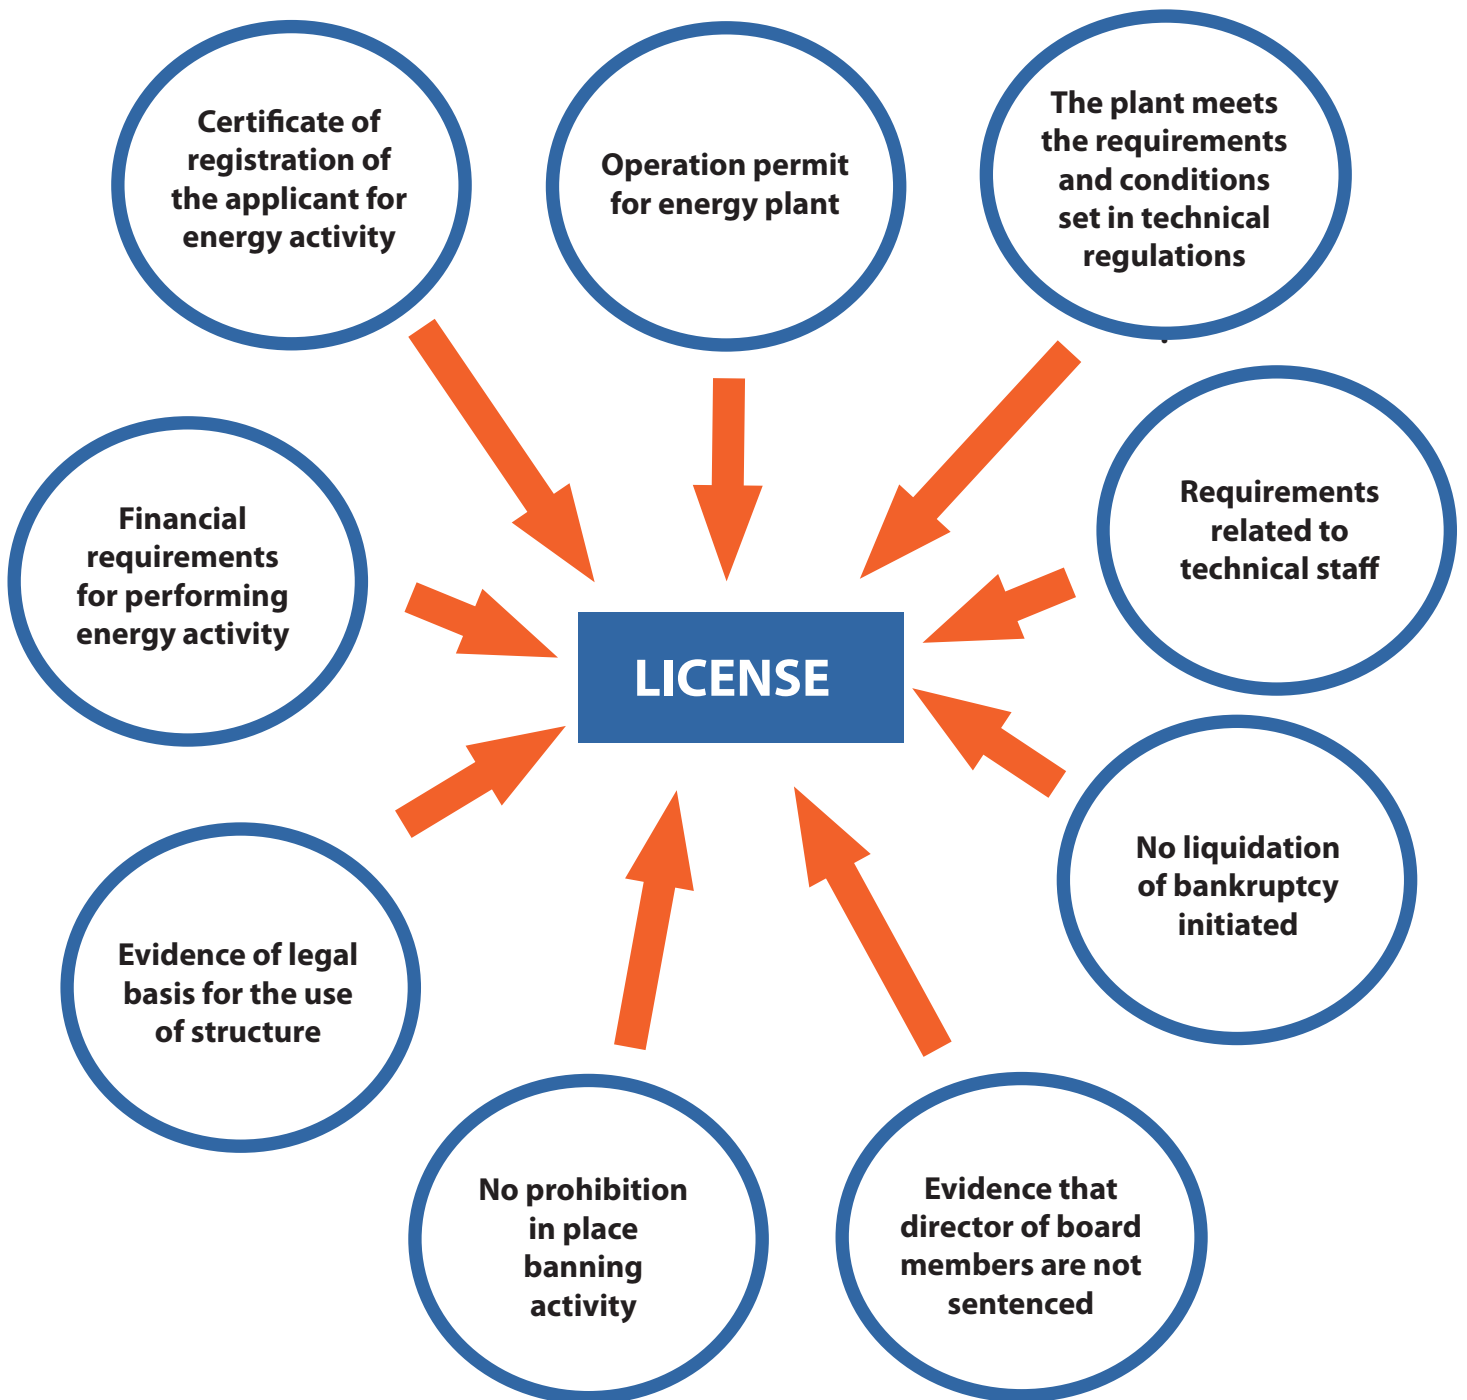 Certificate of
registration of
the applicant for
energy activity
Operation permit
for energy plant
The plant meets
the requirements
and conditions
set in technical
regulations
Financial
requirements
for performing
energy activity
Requirements
related to
technical staff
LICENSE
No liquidation
of bankruptcy
initiated
Evidence of legal
basis for the use
of structure
No prohibition
in place
banning
activity
Evidence that
director of board
members are not
sentenced